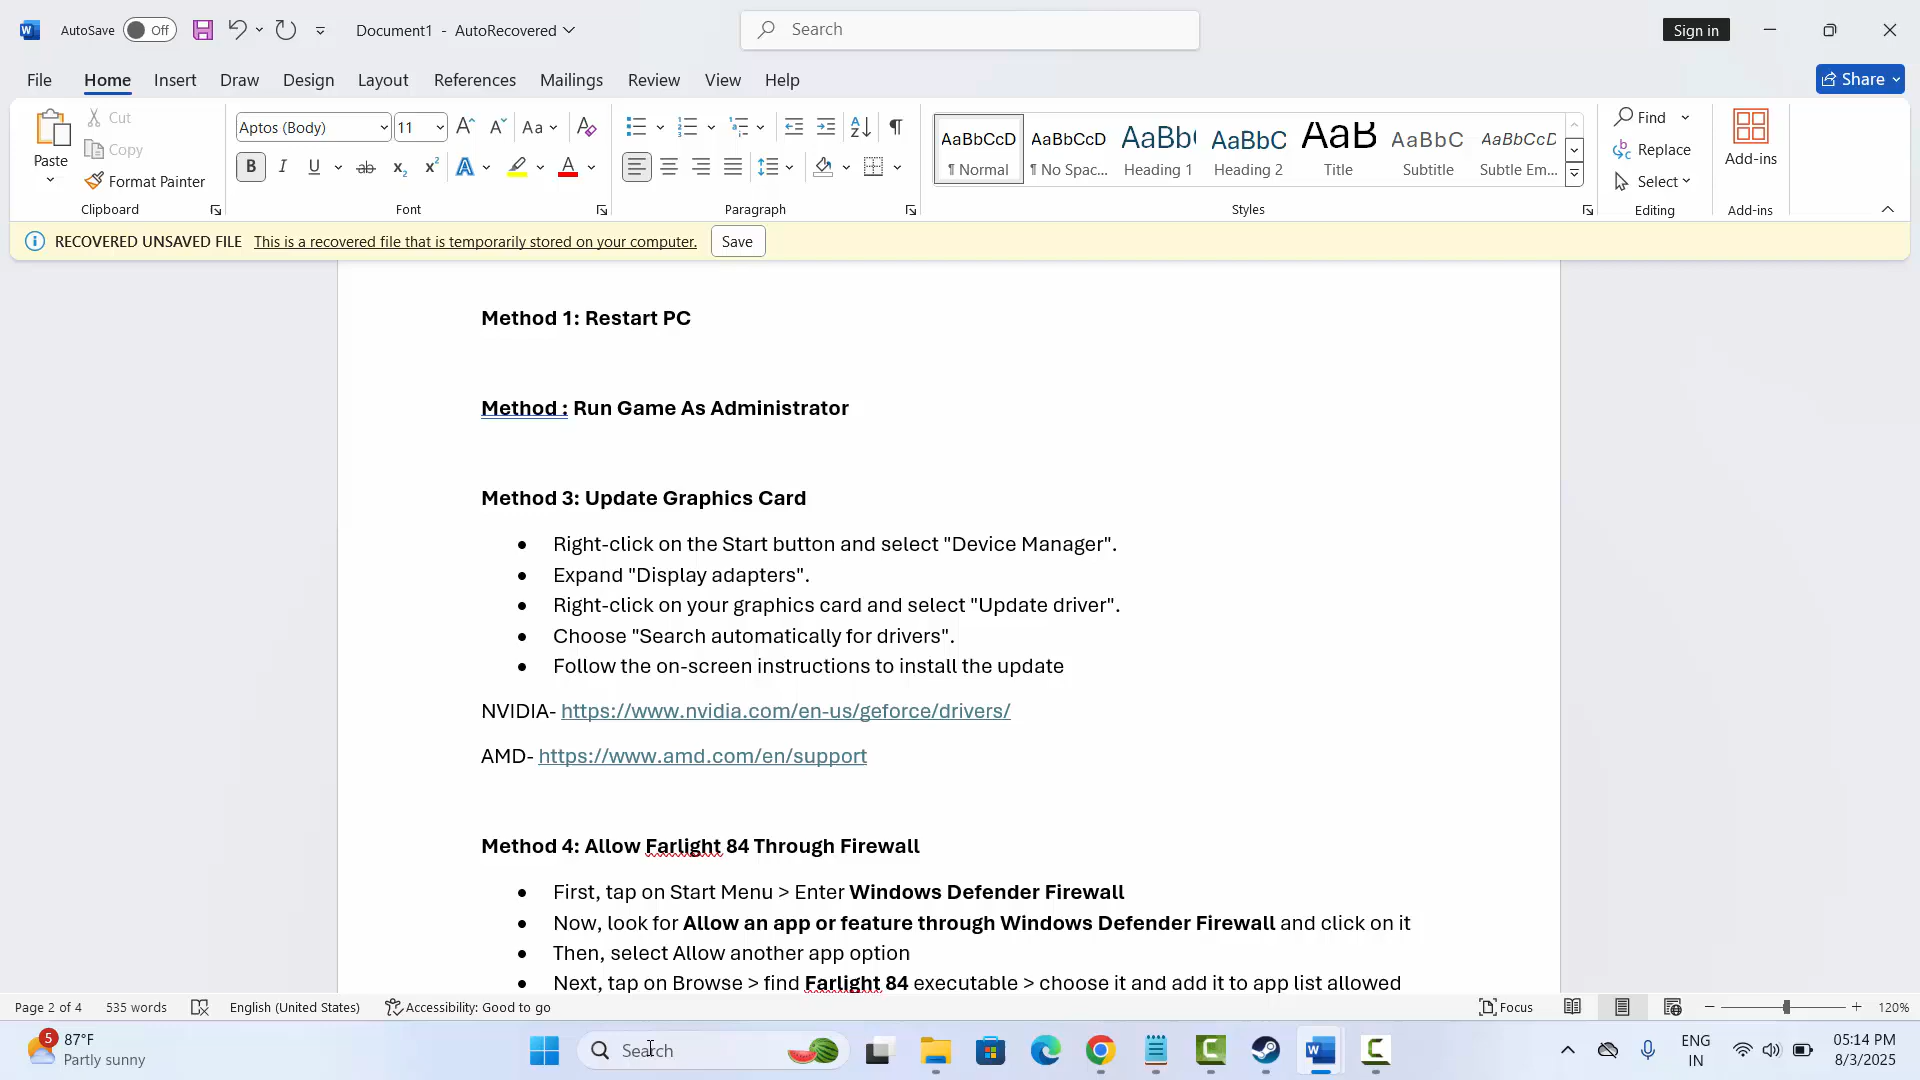 AutoSave Off Document1 - AutoRecovered Search Sign in
File Home Insert Draw Design Layout References Mailings Review View Help Share
Paste Cut Copy Format Painter Clipboard
Aptos (Body) 11 Aa B I U ab x₂ x² A A Font
Paragraph
AaBbCcD AaBbCcD AaBb( AaBbC AaB AaBbC AaBbCcD
¶ Normal ¶ No Spac... Heading 1 Heading 2 Title Subtitle Subtle Em...
Styles
Find Replace Select Editing
Add-ins Add-ins
RECOVERED UNSAVED FILE This is a recovered file that is temporarily stored on your computer. Save
Method 1: Restart PC
Method : Run Game As Administrator
Method 3: Update Graphics Card
• Right-click on the Start button and select "Device Manager".
• Expand "Display adapters".
• Right-click on your graphics card and select "Update driver".
• Choose "Search automatically for drivers".
• Follow the on-screen instructions to install the update
NVIDIA- https://www.nvidia.com/en-us/geforce/drivers/
AMD- https://www.amd.com/en/support
Method 4: Allow Farlight 84 Through Firewall
• First, tap on Start Menu > Enter Windows Defender Firewall
• Now, look for Allow an app or feature through Windows Defender Firewall and click on it
• Then, select Allow another app option
• Next, tap on Browse > find Farlight 84 executable > choose it and add it to app list allowed
Page 2 of 4 535 words English (United States) Accessibility: Good to go Focus 120%
5 87°F
Partly sunny
Search
ENG
IN
05:14 PM
8/3/2025